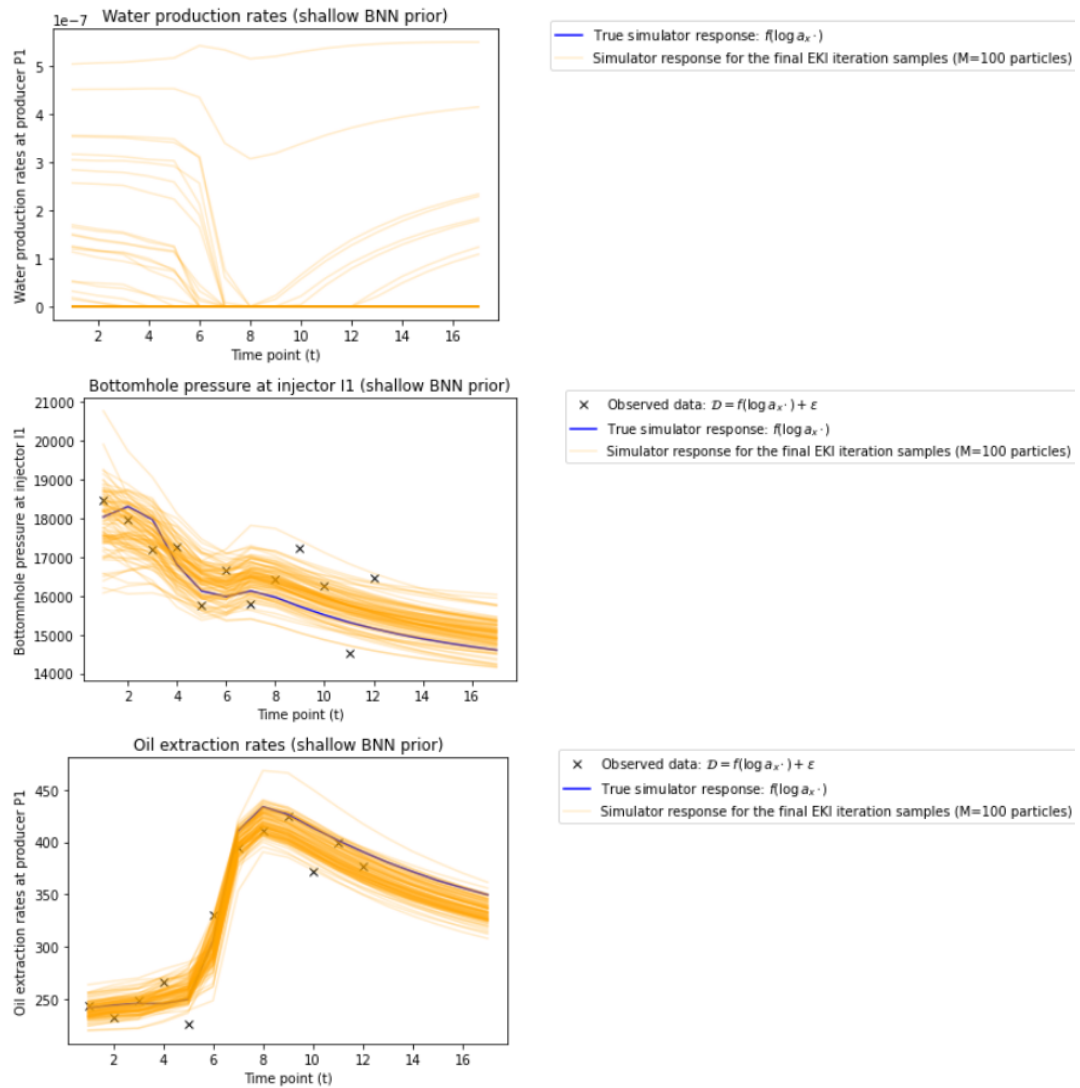 Water production rates (shallow BNN prior)
1e−7
True simulator response: f(log aₓ·)
Simulator response for the final EKI iteration samples (M=100 particles)
Water production rates at producer P1
5
4
3
2
1
0
2 4 6 8 10 12 14 16
Time point (t)
Bottomhole pressure at injector I1 (shallow BNN prior)
Observed data: 𝒟 = f(log aₓ·) + ε
True simulator response: f(log aₓ·)
Simulator response for the final EKI iteration samples (M=100 particles)
Bottomnhole pressure at injector I1
21000
20000
19000
18000
17000
16000
15000
14000
2 4 6 8 10 12 14 16
Time point (t)
Oil extraction rates (shallow BNN prior)
Observed data: 𝒟 = f(log aₓ·) + ε
True simulator response: f(log aₓ·)
Simulator response for the final EKI iteration samples (M=100 particles)
Oil extraction rates at producer P1
450
400
350
300
250
2 4 6 8 10 12 14 16
Time point (t)